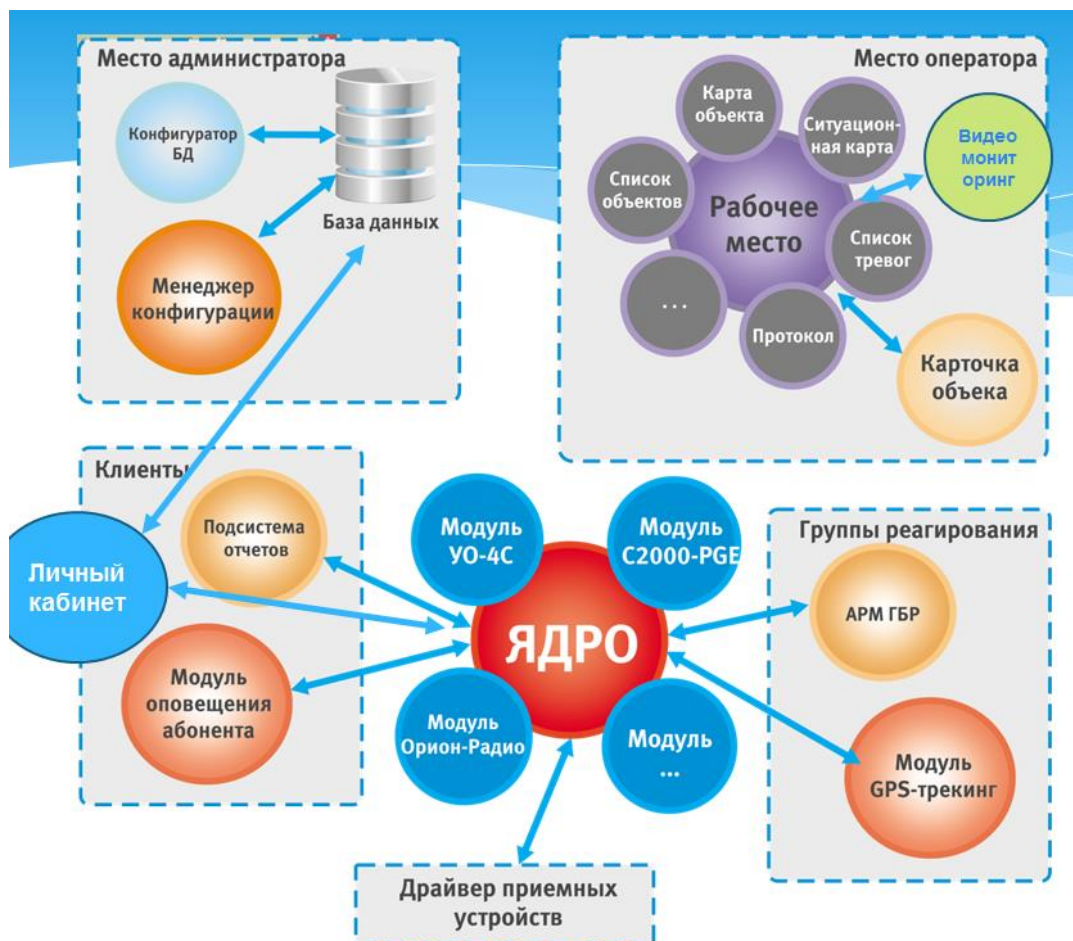 Место администратора
Конфигуратор
БД
База данных
Менеджер
конфигурации
Место оператора
Карта
объекта
Ситуацион-
ная карта
Видео
монит
оринг
Список
объектов
Рабочее
место
Список
тревог
...
Протокол
Карточка
объека
Клиенты
Подсистема
отчетов
Личный
кабинет
Модуль
оповещения
абонента
Модуль
УО-4С
Модуль
С2000-PGE
ЯДРО
Модуль
Орион-Радио
Модуль
...
Группы реагирования
АРМ ГБР
Модуль
GPS-трекинг
Драйвер приемных
устройств